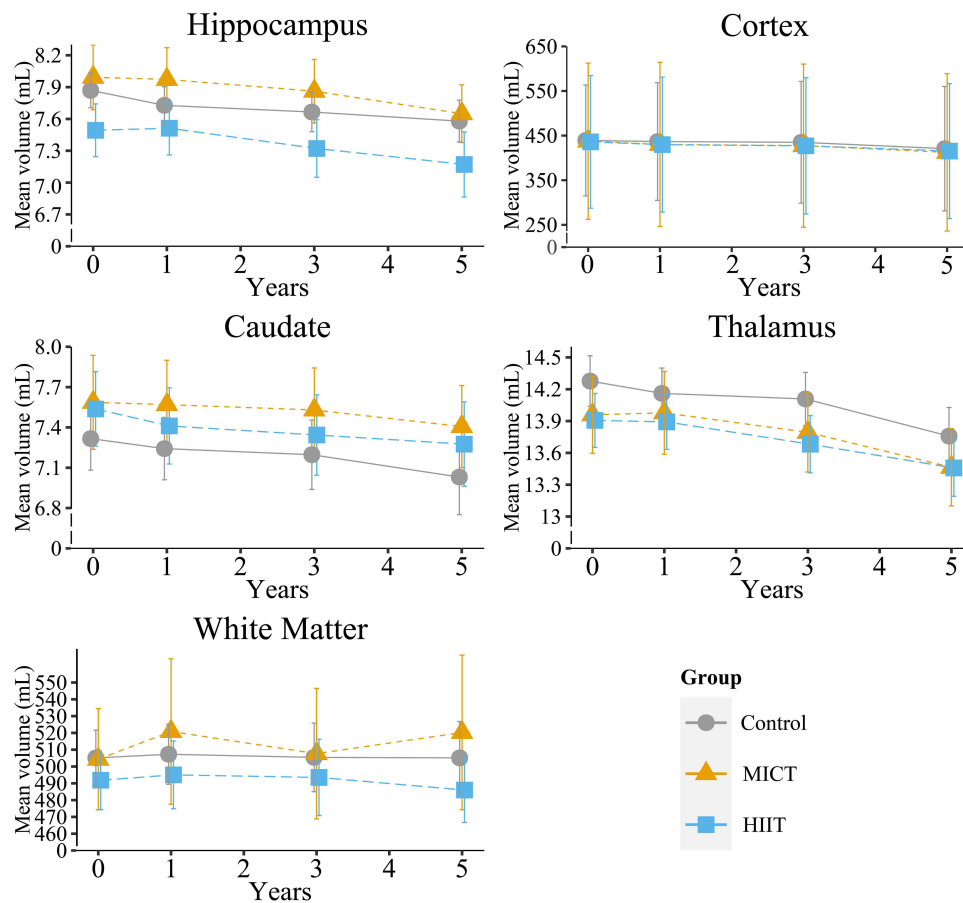 Hippocampus
Mean volume (mL)
8.2
7.9
7.6
7.3
7.0
6.7
0
0 1 2 3 4 5
Years
Cortex
Mean volume (mL)
650
550
450
350
250
0
0 1 2 3 4 5
Years
Caudate
Mean volume (mL)
8.0
7.7
7.4
7.1
6.8
0
0 1 2 3 4 5
Years
Thalamus
Mean volume (mL)
14.5
14.2
13.9
13.6
13.3
13
0
0 1 2 3 4 5
Years
White Matter
Mean volume (mL)
550
540
530
520
510
500
490
480
470
460
0
0 1 2 3 4 5
Years
Group
Control
MICT
HIIT